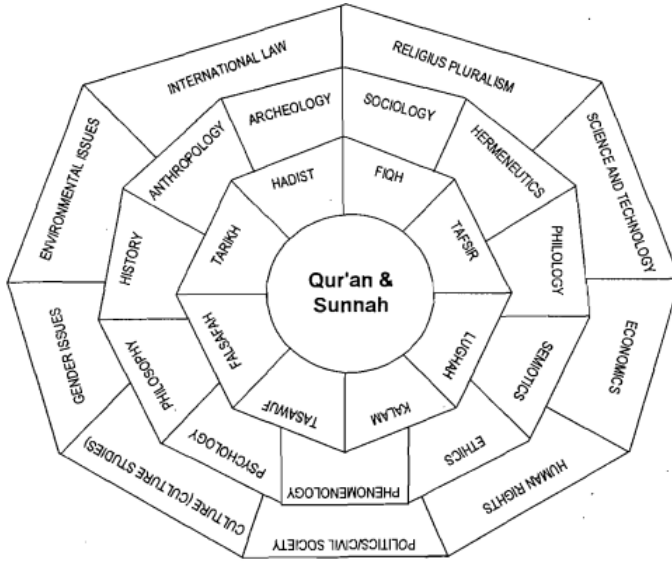 INTERNATIONAL LAW
RELIGIUS PLURALISM
SCIENCE AND TECHNOLOGY
ECONOMICS
HUMAN RIGHTS
POLITICS/CIVIL SOCIETY
CULTURE (CULTURE STUDIES)
GENDER ISSUES
ENVIRONMENTAL ISSUES
ARCHEOLOGY
SOCIOLOGY
HERMENEUTICS
PHILOLOGY
SEMIOTICS
ETHICS
PHENOMENOLOGY
PSYCHOLOGY
PHILOSOPHY
HISTORY
ANTHROPOLOGY
HADIST
FIQH
TAFSIR
LUGHAH
KALAM
TASAWUF
FALSAFAH
TARIKH
Qur'an &
Sunnah